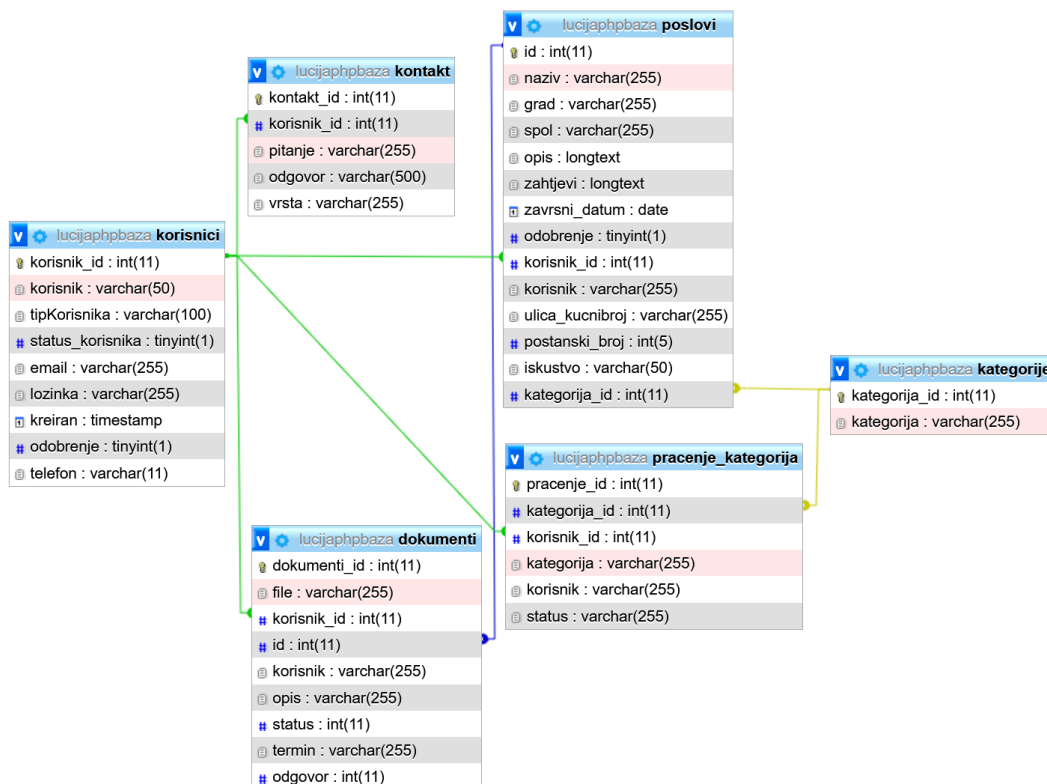 lucijaphpbaza kontakt
kontakt_id : int(11)
korisnik_id : int(11)
pitanje : varchar(255)
odgovor : varchar(500)
vrsta : varchar(255)
lucijaphpbaza poslovi
id : int(11)
naziv : varchar(255)
grad : varchar(255)
spol : varchar(255)
opis : longtext
zahtjevi : longtext
zavrsni_datum : date
odobrenje : tinyint(1)
korisnik_id : int(11)
korisnik : varchar(255)
ulica_kucnibroj : varchar(255)
postanski_broj : int(5)
iskustvo : varchar(50)
kategorija_id : int(11)
lucijaphpbaza korisnici
korisnik_id : int(11)
korisnik : varchar(50)
tipKorisnika : varchar(100)
status_korisnika : tinyint(1)
email : varchar(255)
lozinka : varchar(255)
kreiran : timestamp
odobrenje : tinyint(1)
telefon : varchar(11)
lucijaphpbaza kategorije
kategorija_id : int(11)
kategorija : varchar(255)
lucijaphpbaza pracenje_kategorija
pracenje_id : int(11)
kategorija_id : int(11)
korisnik_id : int(11)
kategorija : varchar(255)
korisnik : varchar(255)
status : varchar(255)
lucijaphpbaza dokumenti
dokumenti_id : int(11)
file : varchar(255)
korisnik_id : int(11)
id : int(11)
korisnik : varchar(255)
opis : varchar(255)
status : int(11)
termin : varchar(255)
odgovor : int(11)